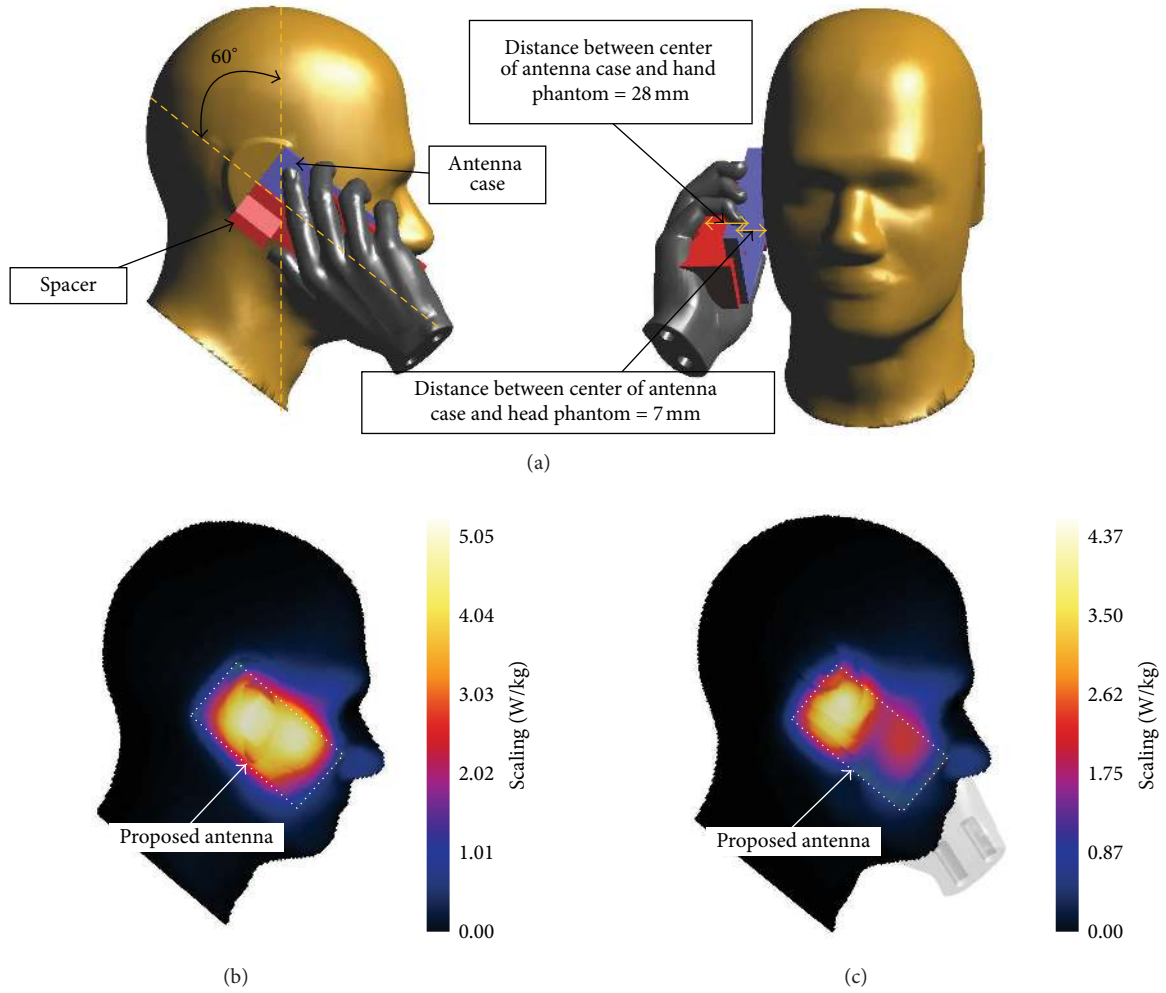 60°
Antenna
case
Spacer
Distance between center
of antenna case and hand
phantom = 28 mm
Distance between center of antenna
case and head phantom = 7 mm
(a)
5.05
4.04
3.03
2.02
1.01
0.00
Scaling (W/kg)
Proposed antenna
(b)
4.37
3.50
2.62
1.75
0.87
0.00
Scaling (W/kg)
Proposed antenna
(c)